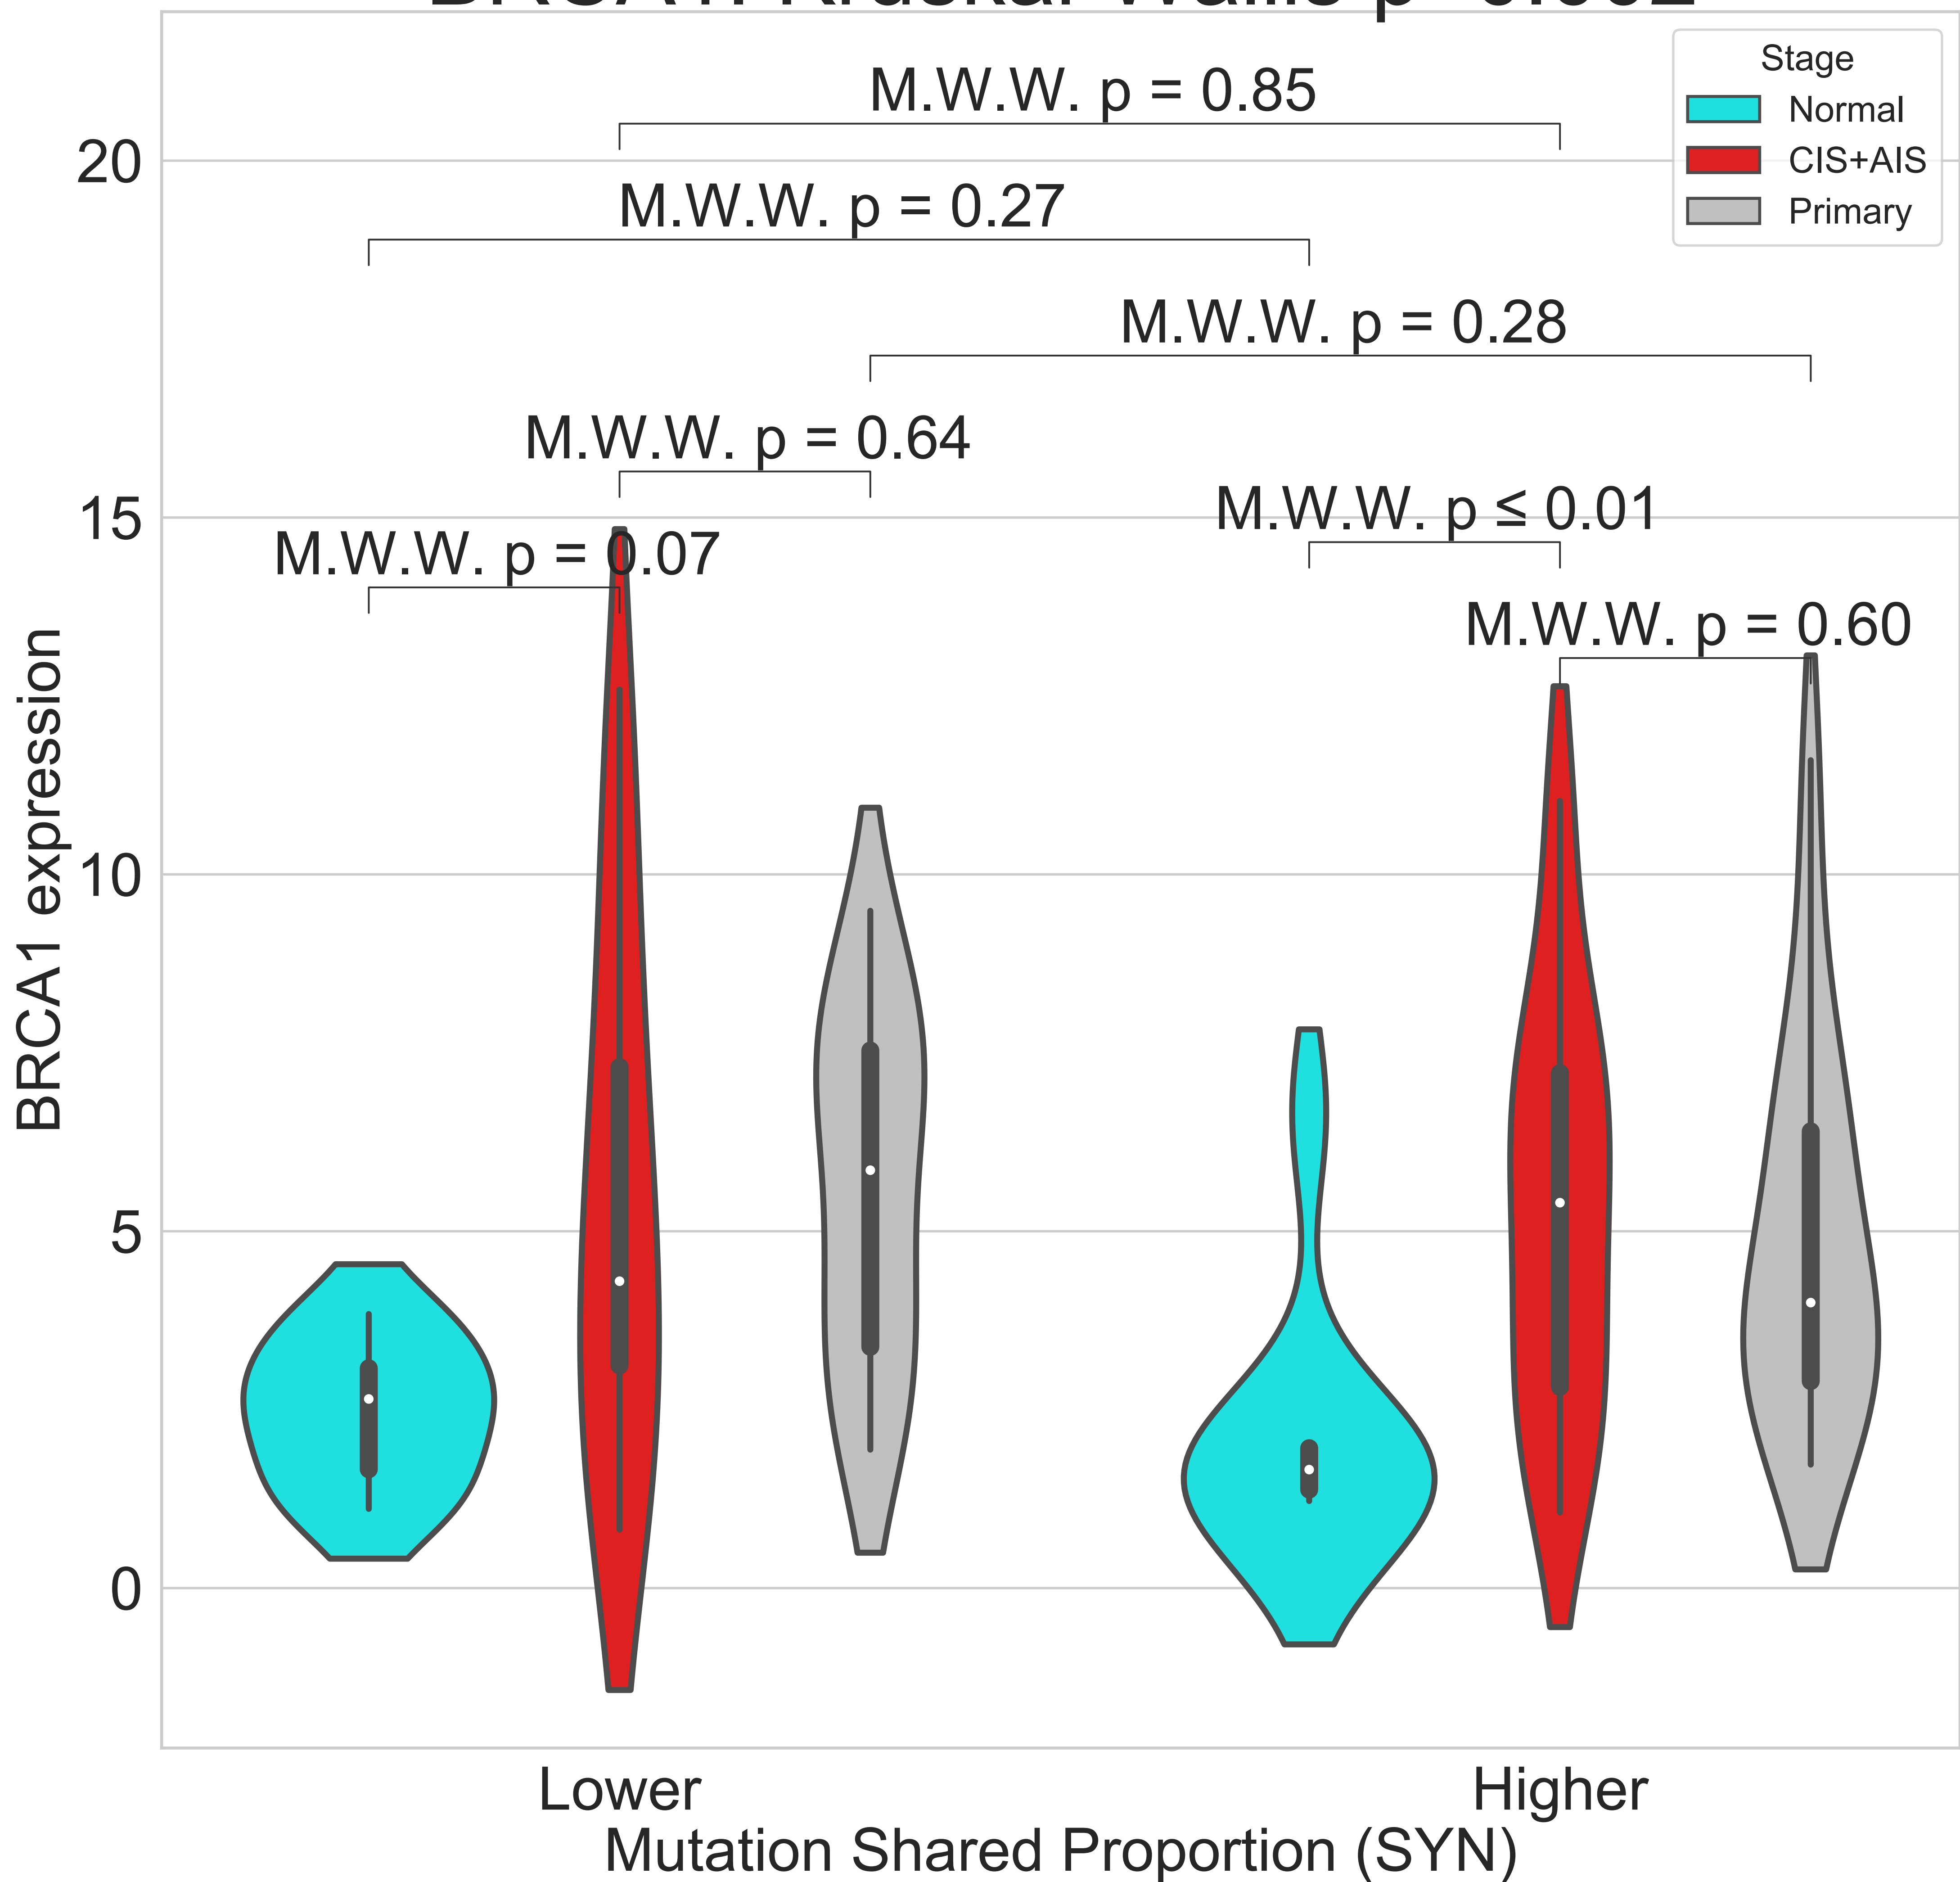 M.W.W. p = 0.85
Stage
Normal
CIS+AIS
Primary
M.W.W. p = 0.27
M.W.W. p = 0.28
M.W.W. p = 0.64
M.W.W. p ≤ 0.01
M.W.W. p = 0.07
M.W.W. p = 0.60
20
15
10
5
0
BRCA1 expression
Lower
Higher
Mutation Shared Proportion (SYN)